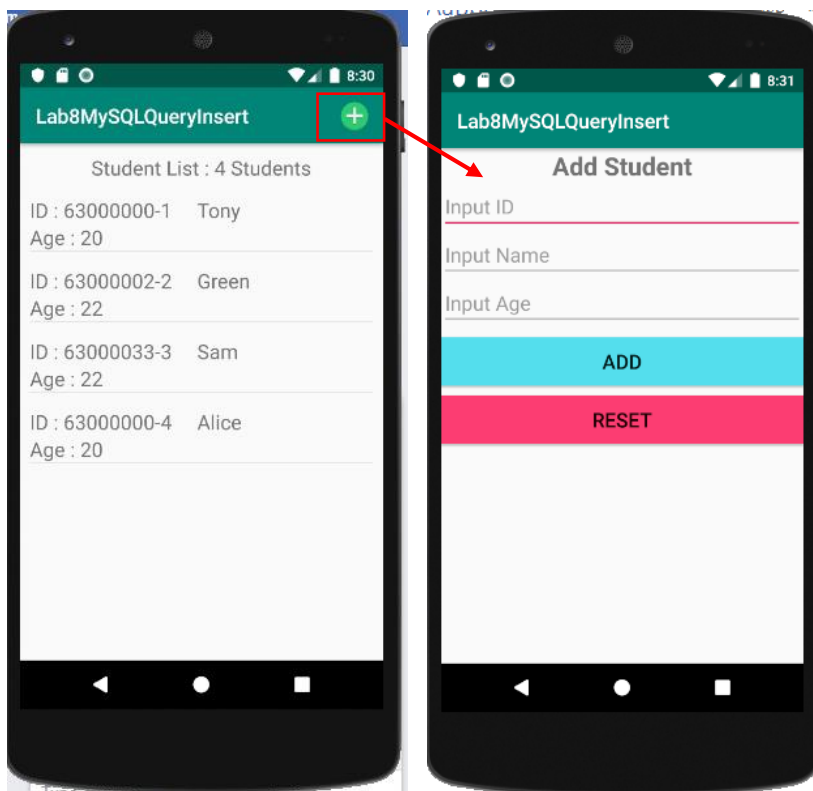 8:30
Lab8MySQLQueryInsert
Student List : 4 Students
ID : 63000000-1 Tony
Age : 20
ID : 63000002-2 Green
Age : 22
ID : 63000033-3 Sam
Age : 22
ID : 63000000-4 Alice
Age : 20
8:31
Lab8MySQLQueryInsert
Add Student
Input ID
Input Name
Input Age
ADD
RESET